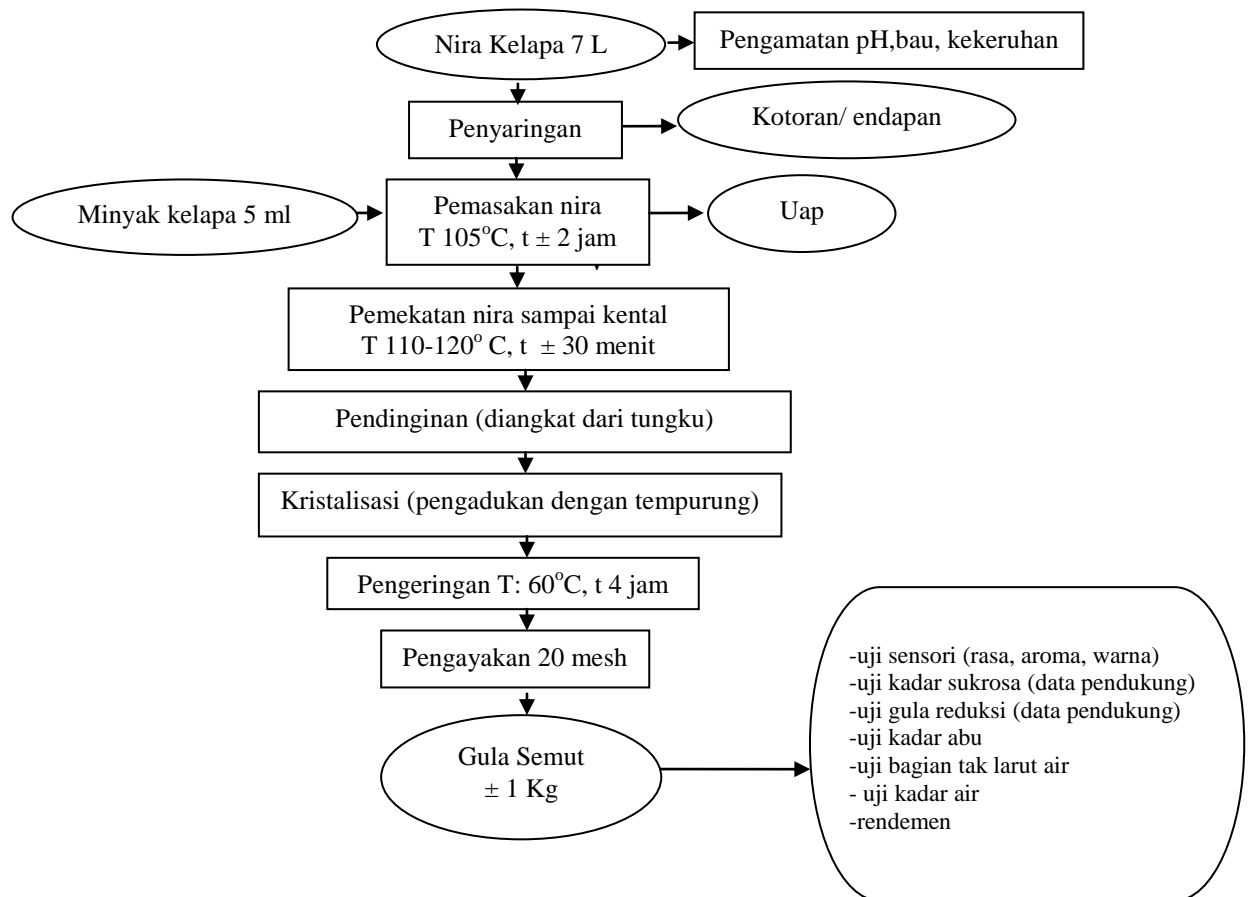 Nira Kelapa 7 L
Pengamatan pH,bau, kekeruhan
Penyaringan
Kotoran/ endapan
Minyak kelapa 5 ml
Pemasakan nira
T 105°C, t ± 2 jam
Uap
Pemekatan nira sampai kental
T 110-120° C, t ± 30 menit
Pendinginan (diangkat dari tungku)
Kristalisasi (pengadukan dengan tempurung)
Pengeringan T: 60°C, t 4 jam
Pengayakan 20 mesh
Gula Semut
± 1 Kg
-uji sensori (rasa, aroma, warna)
-uji kadar sukrosa (data pendukung)
-uji gula reduksi (data pendukung)
-uji kadar abu
-uji bagian tak larut air
- uji kadar air
-rendemen